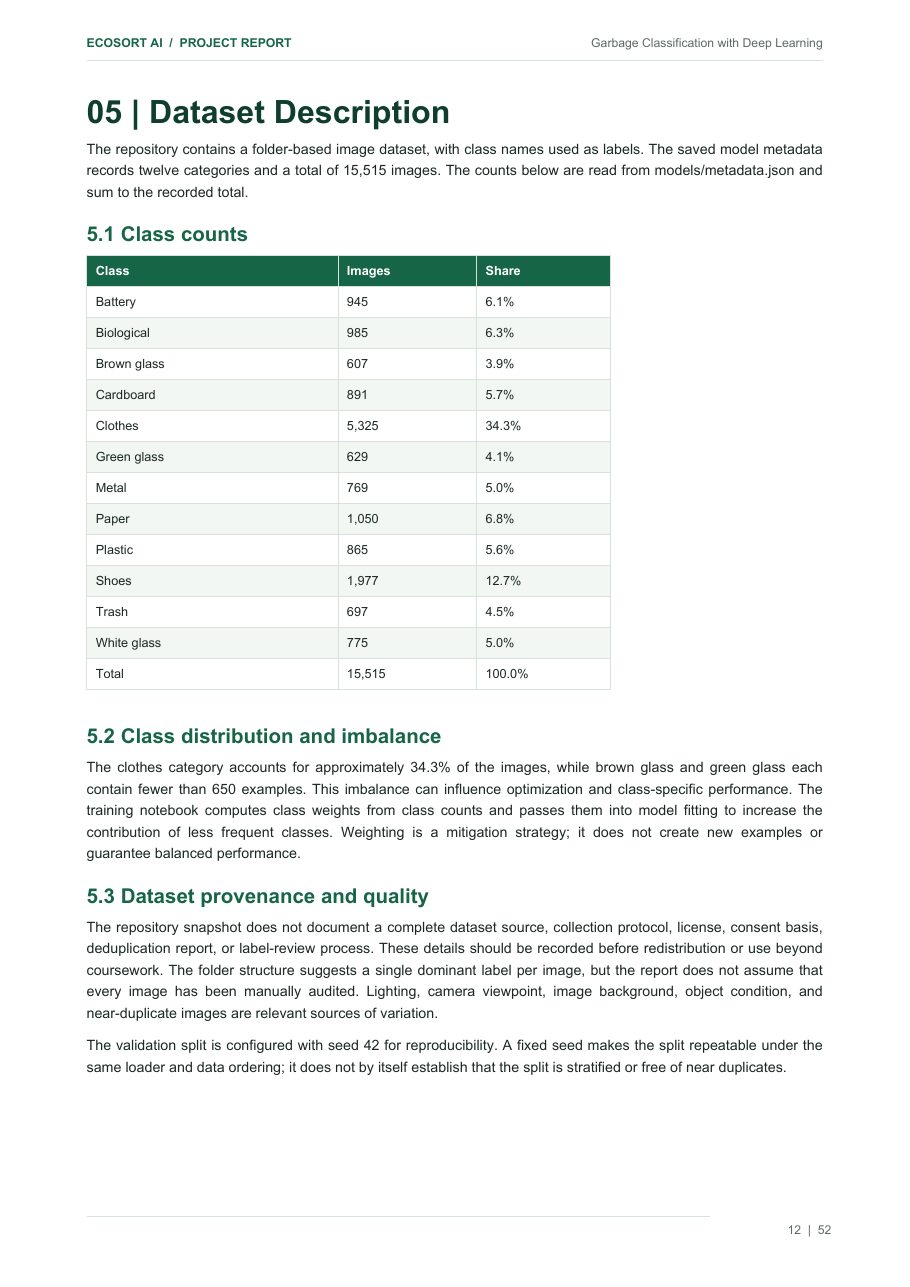 ECOSORT AI / PROJECT REPORT
Garbage Classification with Deep Learning
05 | Dataset Description
The repository contains a folder-based image dataset, with class names used as labels. The saved model metadata
records twelve categories and a total of 15,515 images. The counts below are read from models/metadata.json and
sum to the recorded total.
5.1 Class counts
Class Images Share
Battery 945 6.1%
Biological 985 6.3%
Brown glass 607 3.9%
Cardboard 891 5.7%
Clothes 5,325 34.3%
Green glass 629 4.1%
Metal 769 5.0%
Paper 1,050 6.8%
Plastic 865 5.6%
Shoes 1,977 12.7%
Trash 697 4.5%
White glass 775 5.0%
Total 15,515 100.0%
5.2 Class distribution and imbalance
The clothes category accounts for approximately 34.3% of the images, while brown glass and green glass each
contain fewer than 650 examples. This imbalance can influence optimization and class-specific performance. The
training notebook computes class weights from class counts and passes them into model fitting to increase the
contribution of less frequent classes. Weighting is a mitigation strategy; it does not create new examples or
guarantee balanced performance.
5.3 Dataset provenance and quality
The repository snapshot does not document a complete dataset source, collection protocol, license, consent basis,
deduplication report, or label-review process. These details should be recorded before redistribution or use beyond
coursework. The folder structure suggests a single dominant label per image, but the report does not assume that
every image has been manually audited. Lighting, camera viewpoint, image background, object condition, and
near-duplicate images are relevant sources of variation.
The validation split is configured with seed 42 for reproducibility. A fixed seed makes the split repeatable under the
same loader and data ordering; it does not by itself establish that the split is stratified or free of near duplicates.
12 | 52